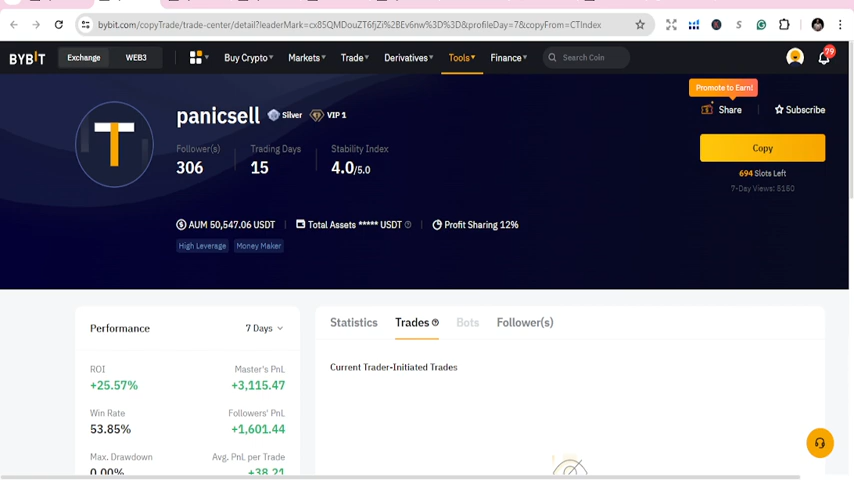 bybit.com/copyTrade/trade-center/detail?leaderMark=cx85QMDouZT6fjZi%2BEv6nw%3D%3D&profileDay=7&copyFrom=CTIndex
BYBIT Exchange WEB3 Buy Crypto Markets Trade Derivatives Tools Finance Search Coin 79
Promote to Earn!
Share Subscribe
panicsell Silver VIP 1
Follower(s) Trading Days Stability Index
306 15 4.0/5.0
Copy
694 Slots Left
7-Day Views: 5150
AUM 50,547.06 USDT Total Assets ***** USDT Profit Sharing 12%
High Leverage Money Maker
Performance 7 Days
ROI Master's PnL
+25.57% +3,115.47
Win Rate Followers' PnL
53.85% +1,601.44
Max. Drawdown Avg. PnL per Trade
0.00% +38.21
Statistics Trades Bots Follower(s)
Current Trader-Initiated Trades